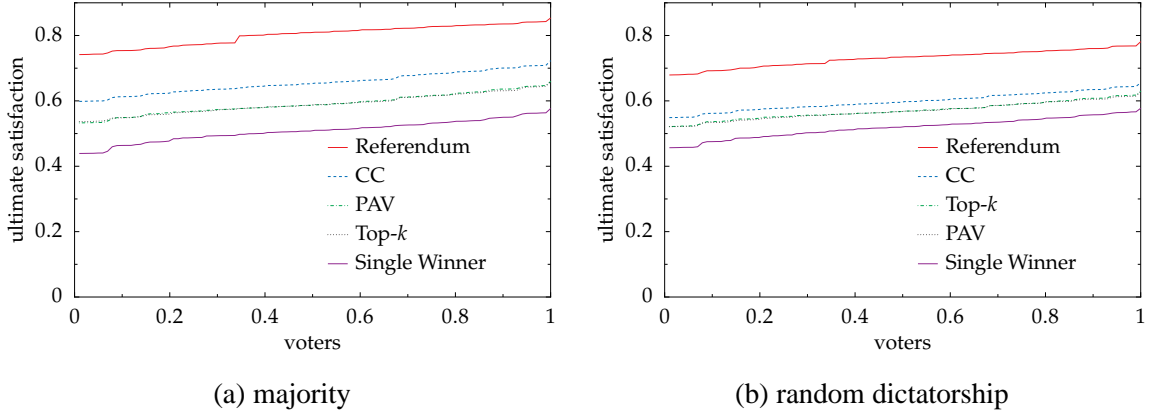 0.8
0.6
0.4
0.2
0
0 0.2 0.4 0.6 0.8 1
ultimate satisfaction
voters
Referendum
CC
PAV
Top-k
Single Winner
(a) majority
0.8
0.6
0.4
0.2
0
0 0.2 0.4 0.6 0.8 1
ultimate satisfaction
voters
Referendum
CC
Top-k
PAV
Single Winner
(b) random dictatorship